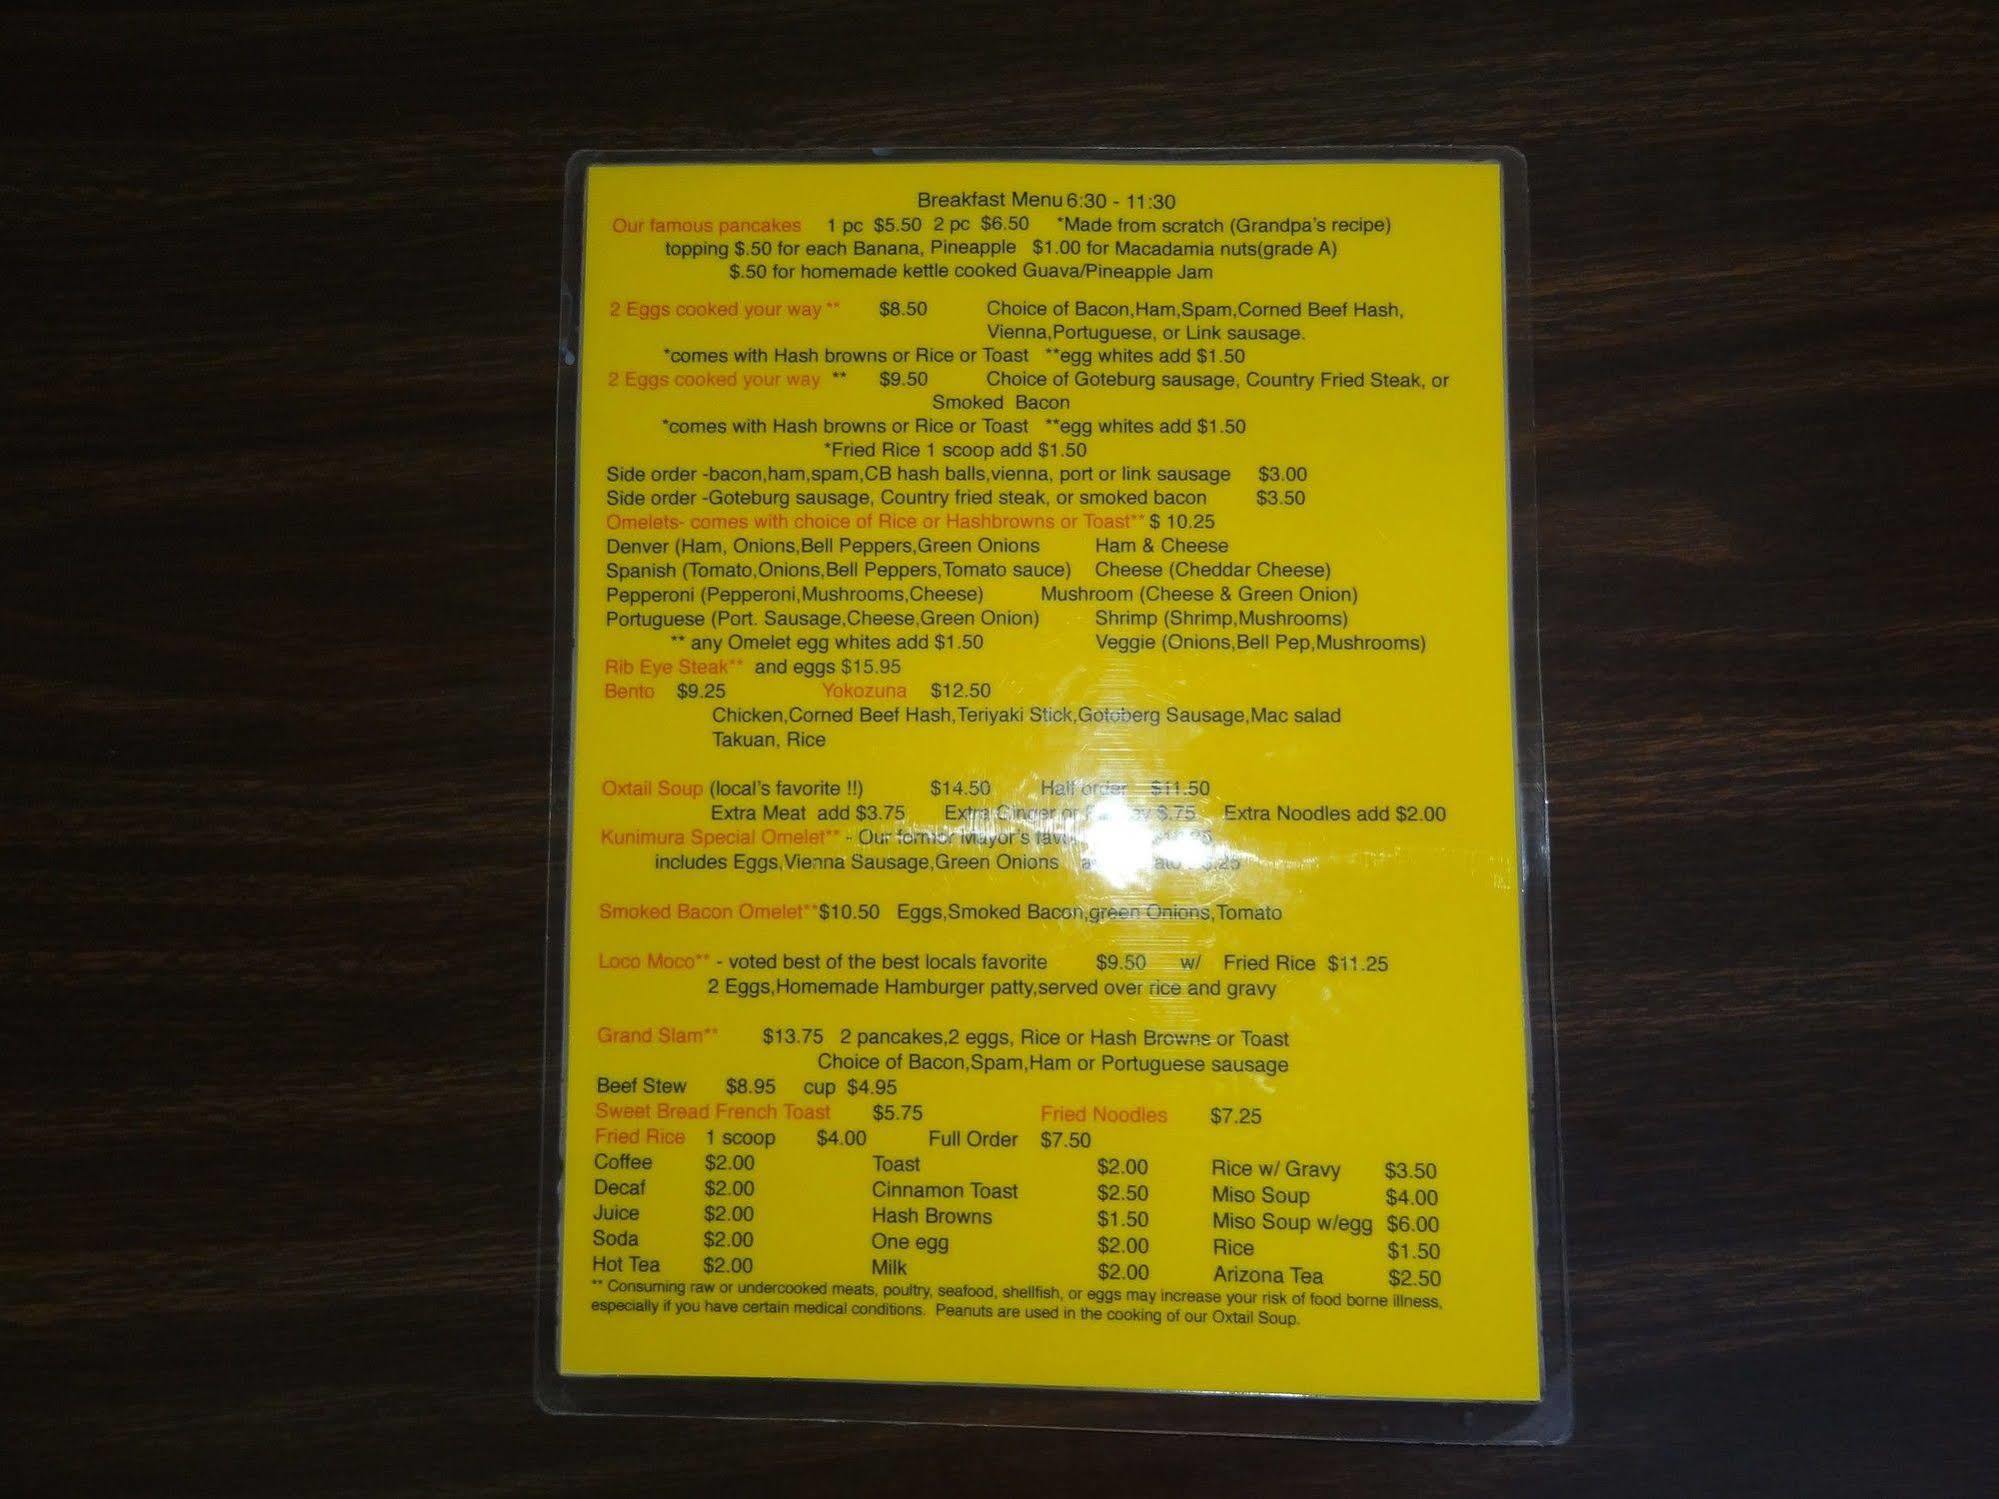 Breakfast Menu 6:30 - 11:30
Our famous pancakes 1 pc $5.50 2 pc $6.50 *Made from scratch (Grandpa's recipe)
topping $.50 for each Banana, Pineapple $1.00 for Macadamia nuts(grade A)
$.50 for homemade kettle cooked Guava/Pineapple Jam
2 Eggs cooked your way ** $8.50 Choice of Bacon,Ham,Spam,Corned Beef Hash,
Vienna,Portuguese, or Link sausage.
*comes with Hash browns or Rice or Toast **egg whites add $1.50
2 Eggs cooked your way ** $9.50 Choice of Goteburg sausage, Country Fried Steak, or
Smoked Bacon
*comes with Hash browns or Rice or Toast **egg whites add $1.50
*Fried Rice 1 scoop add $1.50
Side order -bacon,ham,spam,CB hash balls,vienna, port or link sausage $3.00
Side order -Goteburg sausage, Country fried steak, or smoked bacon $3.50
Omelets- comes with choice of Rice or Hashbrowns or Toast** $ 10.25
Denver (Ham, Onions,Bell Peppers,Green Onions Ham & Cheese
Spanish (Tomato,Onions,Bell Peppers,Tomato sauce) Cheese (Cheddar Cheese)
Pepperoni (Pepperoni,Mushrooms,Cheese) Mushroom (Cheese & Green Onion)
Portuguese (Port. Sausage,Cheese,Green Onion) Shrimp (Shrimp,Mushrooms)
** any Omelet egg whites add $1.50 Veggie (Onions,Bell Pep,Mushrooms)
Rib Eye Steak** and eggs $15.95
Bento $9.25 Yokozuna $12.50
Chicken,Corned Beef Hash,Teriyaki Stick,Gotoberg Sausage,Mac salad
Takuan, Rice
Oxtail Soup (local's favorite !!) $14.50 Half order $11.50
Extra Meat add $3.75 Extra Ginger or $.75 Extra Noodles add $2.00
Kunimura Special Omelet** - Our former Mayor's
includes Eggs,Vienna Sausage,Green Onions
Smoked Bacon Omelet**$10.50 Eggs,Smoked Bacon,green Onions,Tomato
Loco Moco** - voted best of the best locals favorite $9.50 w/ Fried Rice $11.25
2 Eggs,Homemade Hamburger patty,served over rice and gravy
Grand Slam** $13.75 2 pancakes,2 eggs, Rice or Hash Browns or Toast
Choice of Bacon,Spam,Ham or Portuguese sausage
Beef Stew $8.95 cup $4.95
Sweet Bread French Toast $5.75 Fried Noodles $7.25
Fried Rice 1 scoop $4.00 Full Order $7.50
Coffee $2.00 Toast $2.00 Rice w/ Gravy $3.50
Decaf $2.00 Cinnamon Toast $2.50 Miso Soup $4.00
Juice $2.00 Hash Browns $1.50 Miso Soup w/egg $6.00
Soda $2.00 One egg $2.00 Rice $1.50
Hot Tea $2.00 Milk $2.00 Arizona Tea $2.50
** Consuming raw or undercooked meats, poultry, seafood, shellfish, or eggs may increase your risk of food borne illness,
especially if you have certain medical conditions. Peanuts are used in the cooking of our Oxtail Soup.